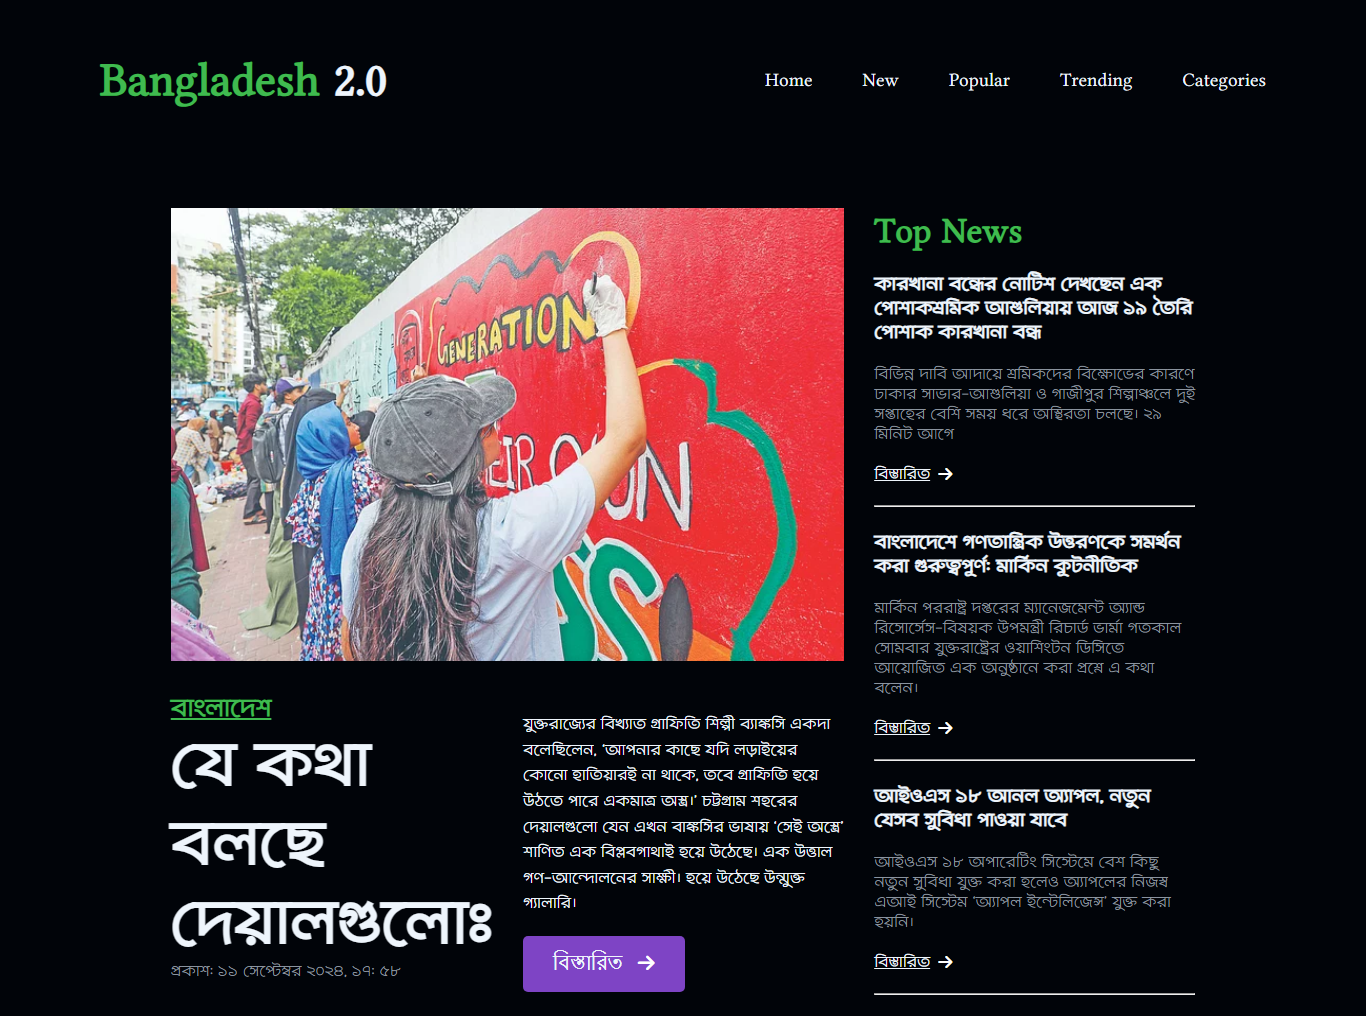 Bangladesh 2.0
Home New Popular Trending Categories
GENERATION
EIR OWN
বাংলাদেশ
যে কথা
বলছে
দেয়ালগুলোঃ
প্রকাশ: ১১ সেপ্টেম্বর ২০২৪, ১৭: ৫৮
যুক্তরাজ্যের বিখ্যাত গ্রাফিতি শিল্পী ব্যাঙ্কসি একদা
বলেছিলেন, ‘আপনার কাছে যদি লড়াইয়ের
কোনো হাতিয়ারই না থাকে, তবে গ্রাফিতি হয়ে
উঠতে পারে একমাত্র অস্ত্র।’ চট্টগ্রাম শহরের
দেয়ালগুলো যেন এখন বাঙ্কসির ভাষায় ‘সেই অস্ত্রে’
শাণিত এক বিপ্লবগাথাই হয়ে উঠেছে। এক উত্তাল
গণ-আন্দোলনের সাক্ষী। হয়ে উঠেছে উন্মুক্ত
গ্যালারি।
বিস্তারিত
Top News
কারখানা বন্ধের নোটিশ দেখছেন এক
পোশাকশ্রমিক আশুলিয়ায় আজ ১৯ তৈরি
পোশাক কারখানা বন্ধ
বিভিন্ন দাবি আদায়ে শ্রমিকদের বিক্ষোভের কারণে
ঢাকার সাভার-আশুলিয়া ও গাজীপুর শিল্পাঞ্চলে দুই
সপ্তাহের বেশি সময় ধরে অস্থিরতা চলছে। ২৯
মিনিট আগে
বিস্তারিত
বাংলাদেশে গণতান্ত্রিক উত্তরণকে সমর্থন
করা গুরুত্বপূর্ণ: মার্কিন কূটনীতিক
মার্কিন পররাষ্ট্র দপ্তরের ম্যানেজমেন্ট অ্যান্ড
রিসোর্সেস-বিষয়ক উপমন্ত্রী রিচার্ড ভার্মা গতকাল
সোমবার যুক্তরাষ্ট্রের ওয়াশিংটন ডিসিতে
আয়োজিত এক অনুষ্ঠানে করা প্রশ্নে এ কথা
বলেন।
বিস্তারিত
আইওএস ১৮ আনল অ্যাপল, নতুন
যেসব সুবিধা পাওয়া যাবে
আইওএস ১৮ অপারেটিং সিস্টেমে বেশ কিছু
নতুন সুবিধা যুক্ত করা হলেও অ্যাপলের নিজস্ব
এআই সিস্টেম ‘অ্যাপল ইন্টেলিজেন্স’ যুক্ত করা
হয়নি।
বিস্তারিত